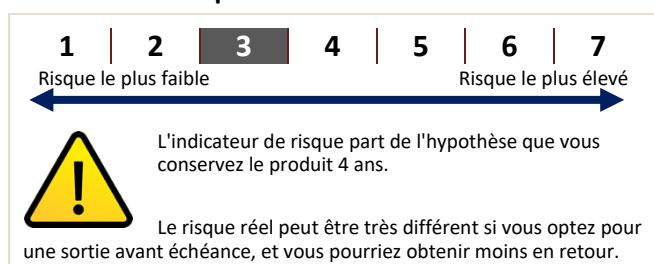 1 2 3 4 5 6 7
Risque le plus faible Risque le plus élevé
L'indicateur de risque part de l'hypothèse que vous
conservez le produit 4 ans.
Le risque réel peut être très différent si vous optez pour
une sortie avant échéance, et vous pourriez obtenir moins en retour.